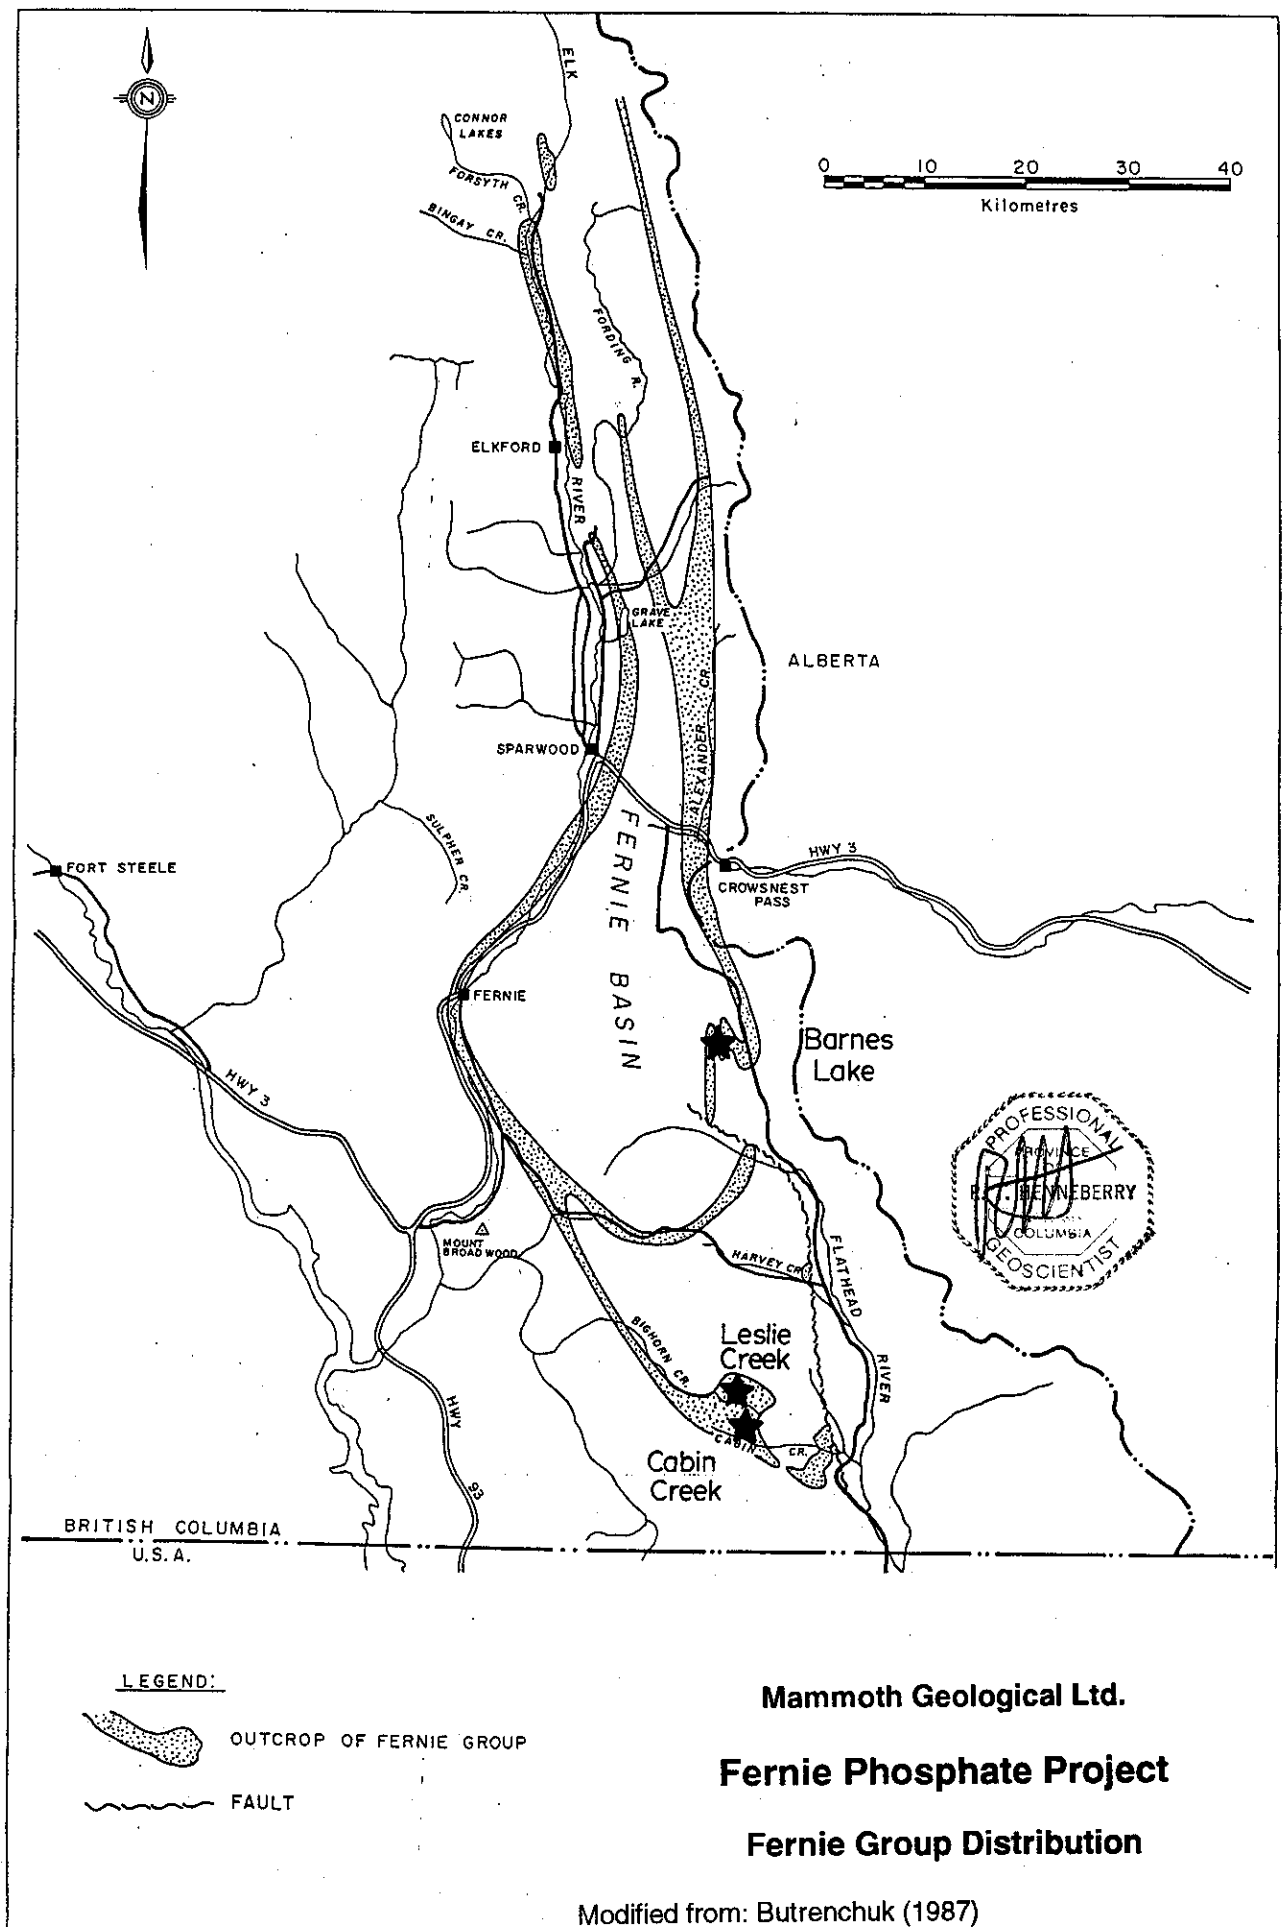 N
ELK
CONNOR
LAKES
FORSYTH CR.
BINGAY CR.
0 10 20 30 40
Kilometres
FORDING R.
ELKFORD
RIVER
GRAVE
LAKE
ALBERTA
ALEXANDER CR.
SPARWOOD
SULPHER CR.
FERNIE BASIN
FORT STEELE
HWY 3
CROWSNEST
PASS
FERNIE
Barnes
Lake
HWY 3
PROFESSIONAL
PROVINCE
HENNEBERRY
COLUMBIA
GEOSCIENTIST
MOUNT
BROADWOOD
HARVEY CR.
FLATHEAD
RIVER
BIGHORN CR.
Leslie
Creek
CABIN CR.
Cabin
Creek
HWY 93
BRITISH COLUMBIA
U.S.A.
LEGEND:
OUTCROP OF FERNIE GROUP
FAULT
Mammoth Geological Ltd.
Fernie Phosphate Project
Fernie Group Distribution
Modified from: Butrenchuk (1987)